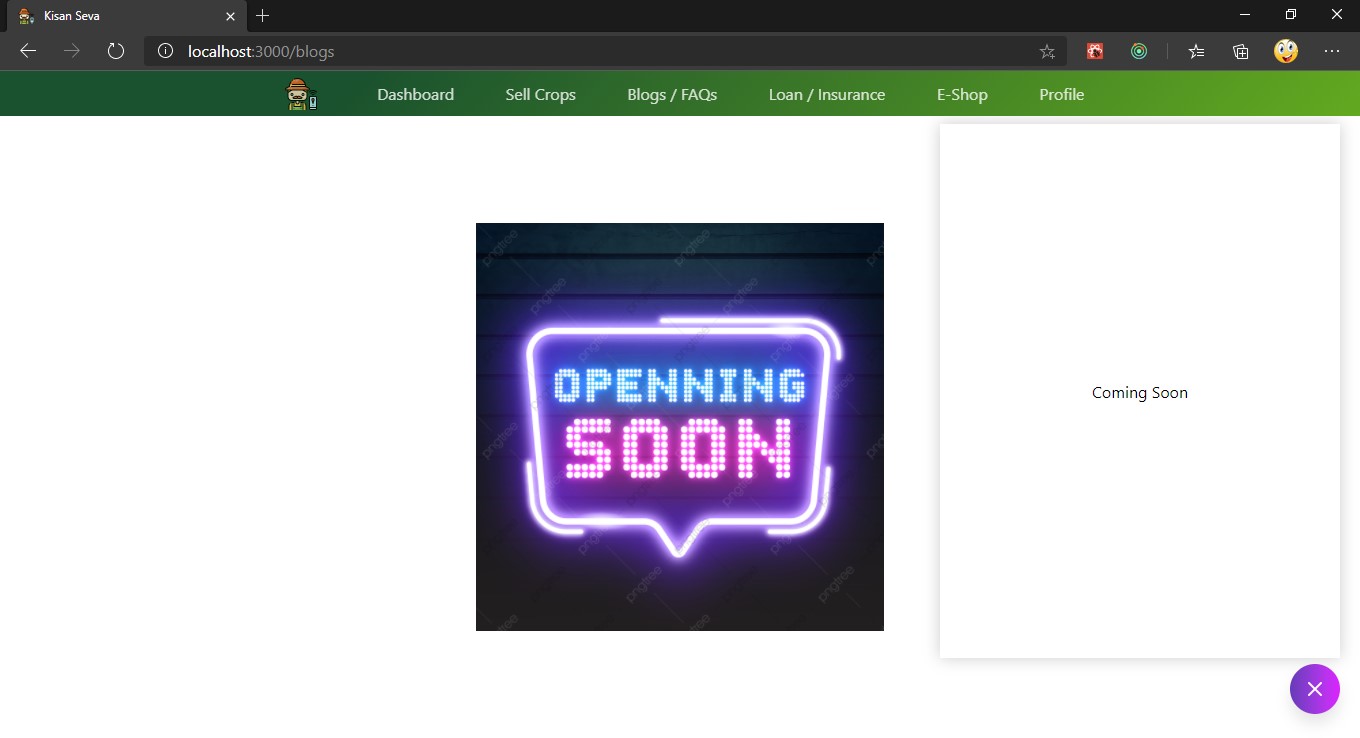 Kisan Seva
localhost:3000/blogs
Dashboard Sell Crops Blogs / FAQs Loan / Insurance E-Shop Profile
OPENNING
SOON
Coming Soon
pngtree